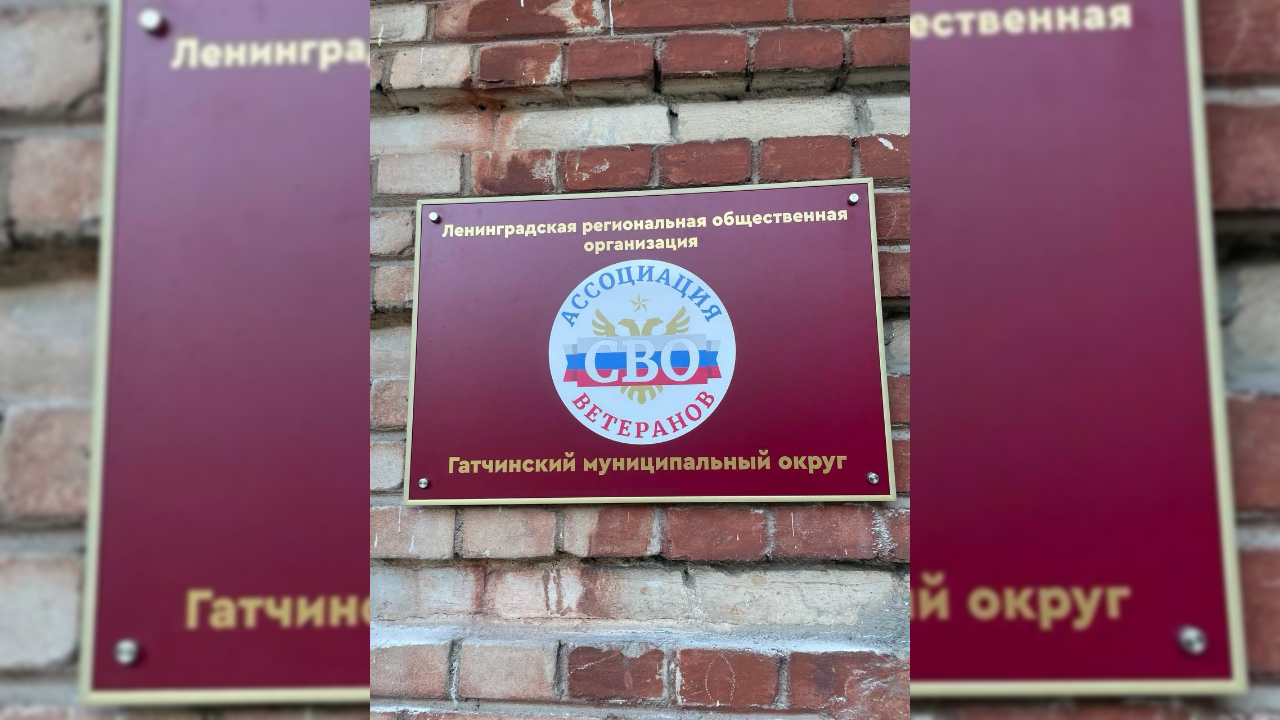 Ленинградская региональная общественная
организация
АССОЦИАЦИЯ
СВО
ВЕТЕРАНОВ
Гатчинский муниципальный округ